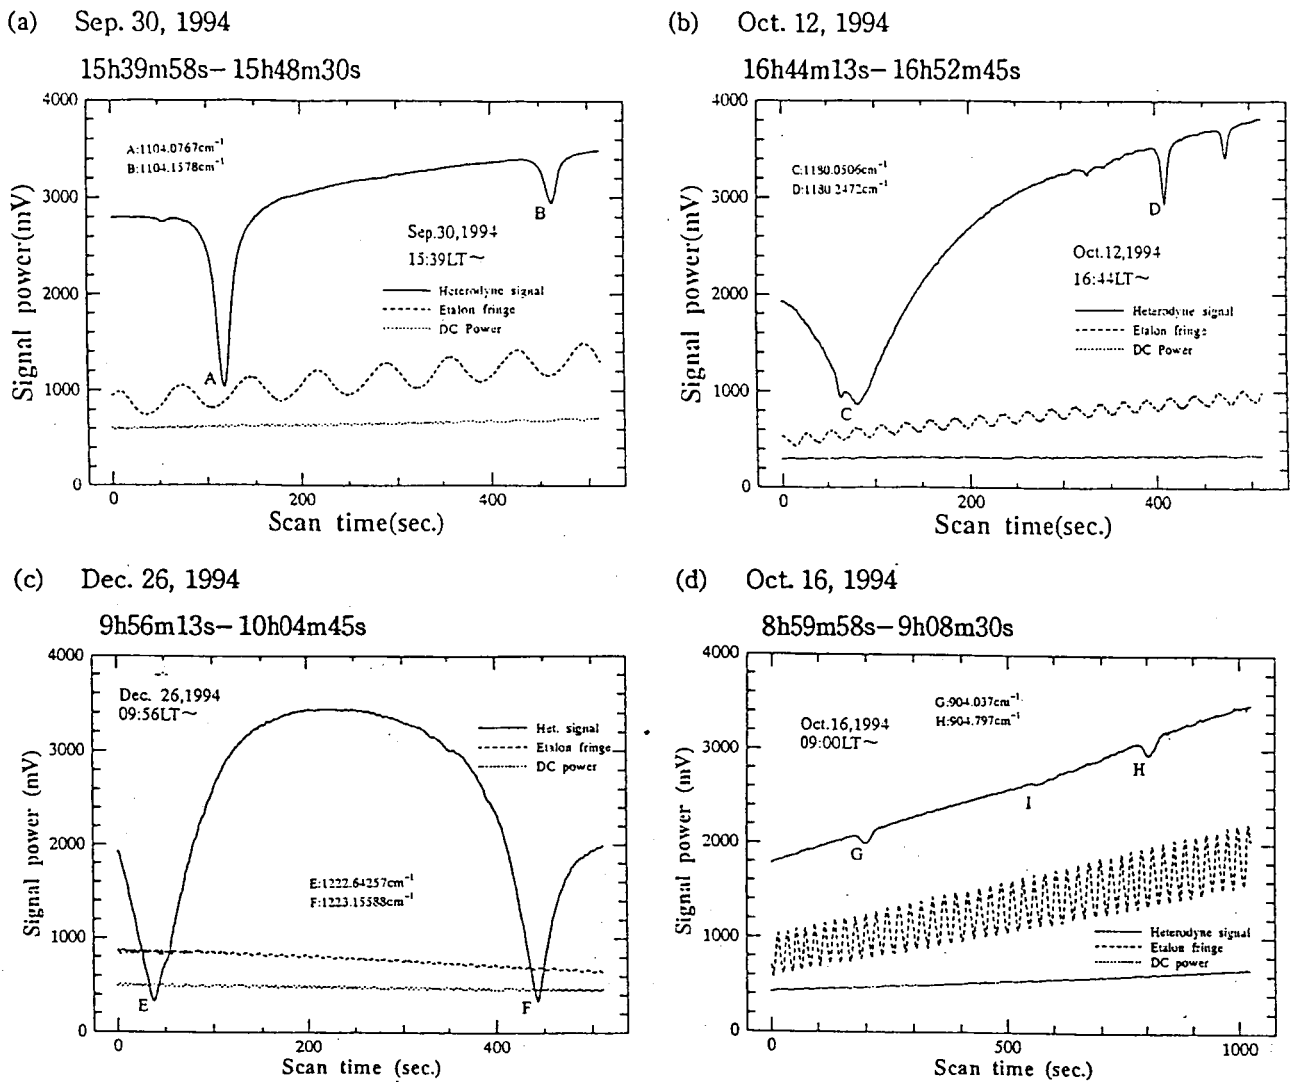 (a) Sep. 30, 1994
15h39m58s–15h48m30s
4000
3000
2000
1000
0
Signal power(mV)
A:1104.0767cm⁻¹
B:1104.1578cm⁻¹
Sep.30,1994
15:39LT～
Heterodyne signal
Etalon fringe
DC Power
A
B
0 200 400
Scan time(sec.)
(b) Oct. 12, 1994
16h44m13s–16h52m45s
4000
3000
2000
1000
0
Signal power(mV)
C:1180.0506cm⁻¹
D:1180.2472cm⁻¹
Oct.12,1994
16:44LT～
Heterodyne signal
Etalon fringe
DC Power
C
D
0 200 400
Scan time(sec.)
(c) Dec. 26, 1994
9h56m13s–10h04m45s
4000
3000
2000
1000
0
Signal power (mV)
Dec. 26,1994
09:56LT～
Het. signal
Etalon fringe
DC power
E:1222.64257cm⁻¹
F:1223.15588cm⁻¹
E
F
0 200 400
Scan time (sec.)
(d) Oct. 16, 1994
8h59m58s–9h08m30s
4000
3000
2000
1000
0
Signal power (mV)
G:904.037cm⁻¹
H:904.797cm⁻¹
Oct.16,1994
09:00LT～
G
I
H
Heterodyne signal
Etalon fringe
DC power
0 500 1000
Scan time (sec.)